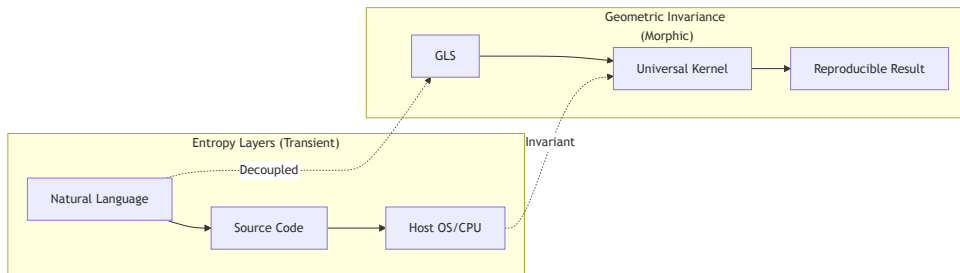 Geometric Invariance
(Morphic)
GLS
Universal Kernel
Reproducible Result
Entropy Layers (Transient)
Invariant
Decoupled
Natural Language
Source Code
Host OS/CPU